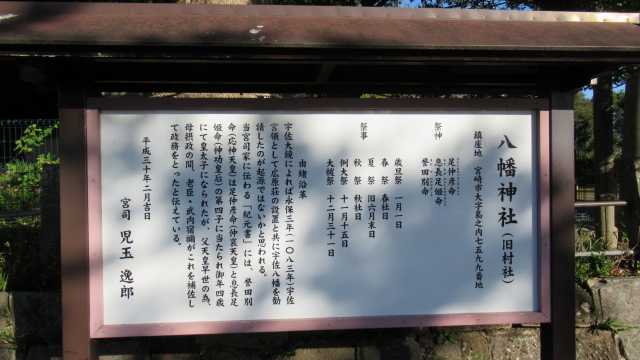 八幡神社(旧村社)
鎮座地 宮崎市大字島之内七五九九番地
祭神 足仲彦命
息長足姫命
誉田別命
祭事 歳旦祭 一月一日
春祭 春社日
夏祭 旧六月末日
秋祭 秋社日
例大祭 十一月十五日
大祓祭 十二月三十一日
由緒沿革
宇佐大鏡によれば永保三年(一〇八三年)宇佐
宮領として広原荘の設置と共に宇佐八幡を勧
請したのが起源ではないかと思われる。
当宮司家に伝わる「紀元書」には、誉田別
命(応神天皇)は足仲彦命(仲哀天皇)と息長足
姫命(神功皇后)の第四子に当たられ御年四歳
にて皇太子になられたが、父天皇早世の為、
母摂政の間、老臣・武内宿禰がこれを補佐し
て政務をとったと伝えている。
平成三十年二月吉日
宮司 児玉逸郎